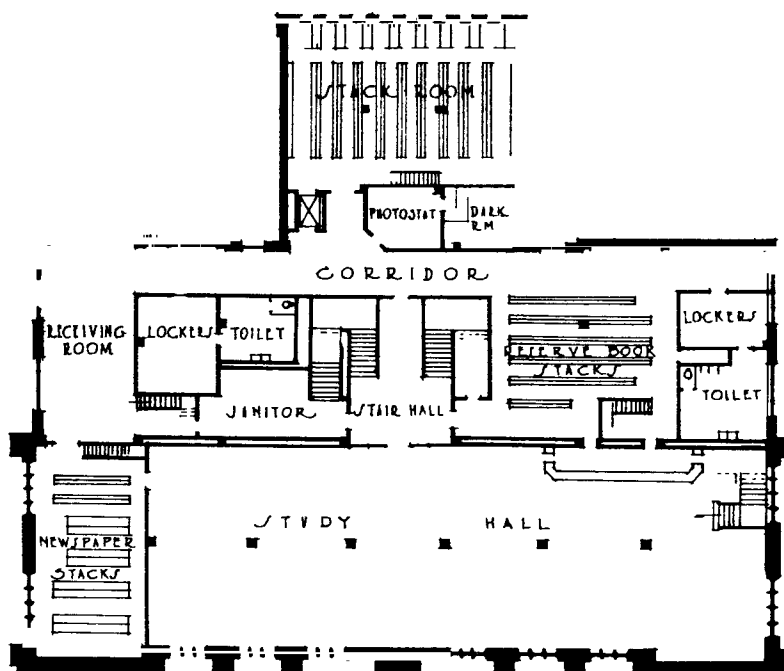 STACK ROOM
PHOTOSTAT
DARK
RM
CORRIDOR
RECEIVING
ROOM
LOCKERS
TOILET
LOCKERS
RESERVE BOOK
STACKS
TOILET
JANITOR
STAIR HALL
STUDY HALL
NEWSPAPER
STACKS